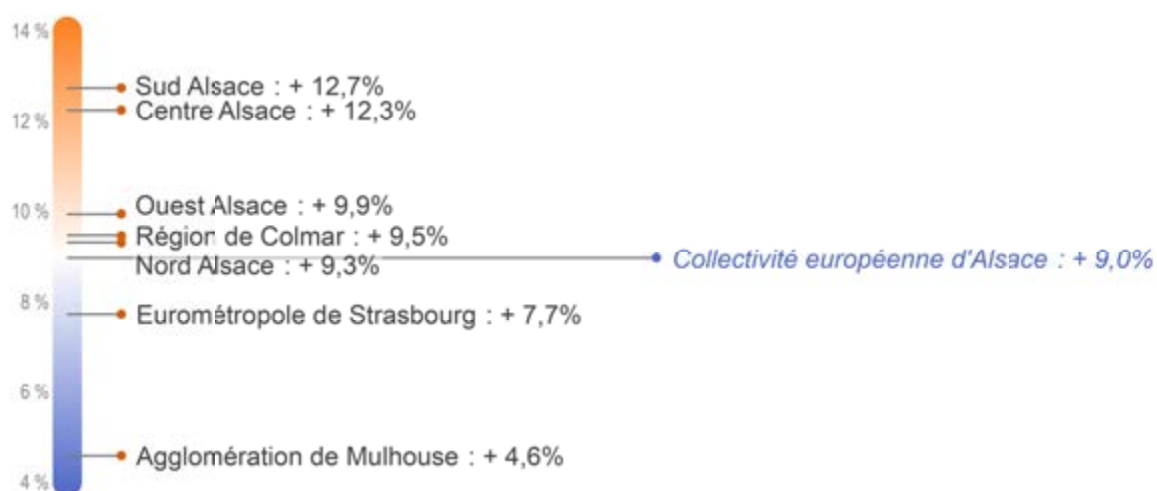 14 %
Sud Alsace : + 12,7%
Centre Alsace : + 12,3%
12 %
Ouest Alsace : + 9,9%
10 %
Région de Colmar : + 9,5%
Collectivité européenne d'Alsace : + 9,0%
Nord Alsace : + 9,3%
8 %
Eurométropole de Strasbourg : + 7,7%
6 %
Agglomération de Mulhouse : + 4,6%
4 %